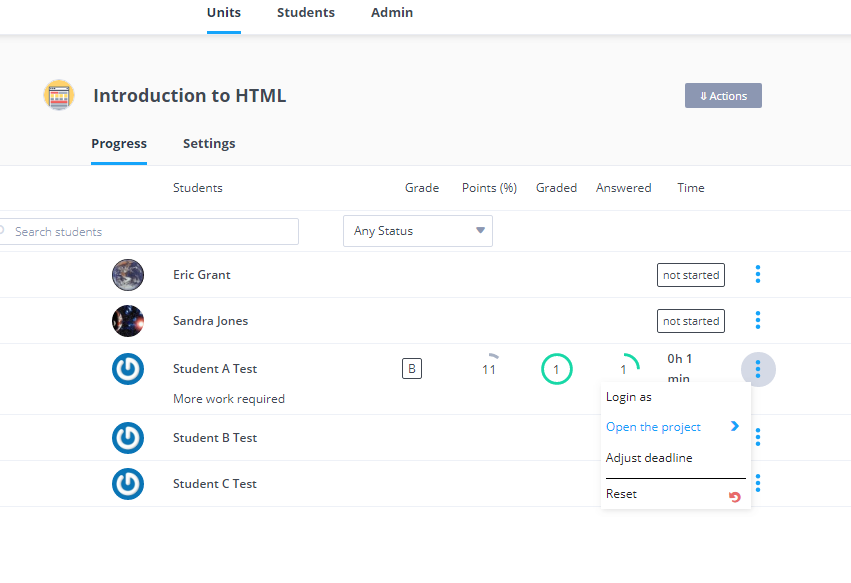 Units Students Admin
Introduction to HTML
⇓ Actions
Progress Settings
Students Grade Points (%) Graded Answered Time
Search students Any Status
Eric Grant not started
Sandra Jones not started
Student A Test B 11 1 1 0h 1
min
More work required
Login as
Open the project
Student B Test
Adjust deadline
Student C Test
Reset